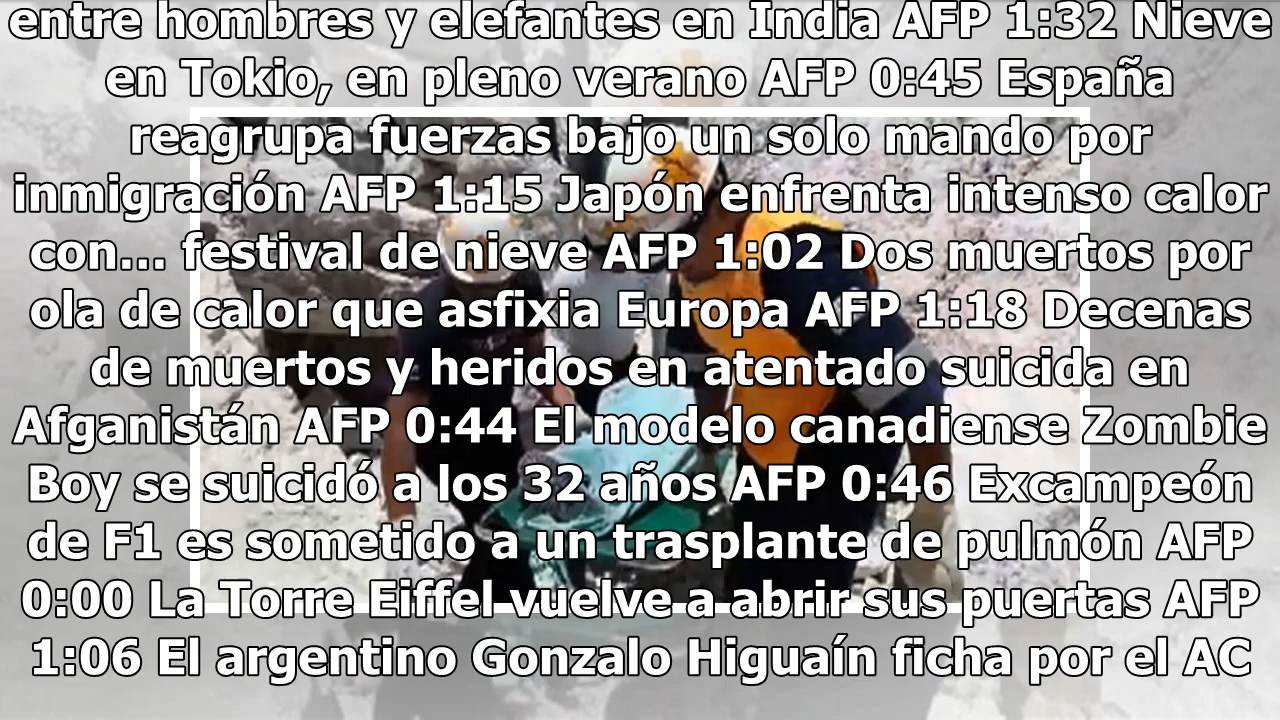 entre hombres y elefantes en India AFP 1:32 Nieve
en Tokio, en pleno verano AFP 0:45 España
reagrupa fuerzas bajo un solo mando por
inmigración AFP 1:15 Japón enfrenta intenso calor
con... festival de nieve AFP 1:02 Dos muertos por
ola de calor que asfixia Europa AFP 1:18 Decenas
de muertos y heridos en atentado suicida en
Afganistán AFP 0:44 El modelo canadiense Zombie
Boy se suicidó a los 32 años AFP 0:46 Excampeón
de F1 es sometido a un trasplante de pulmón AFP
0:00 La Torre Eiffel vuelve a abrir sus puertas AFP
1:06 El argentino Gonzalo Higuaín ficha por el AC